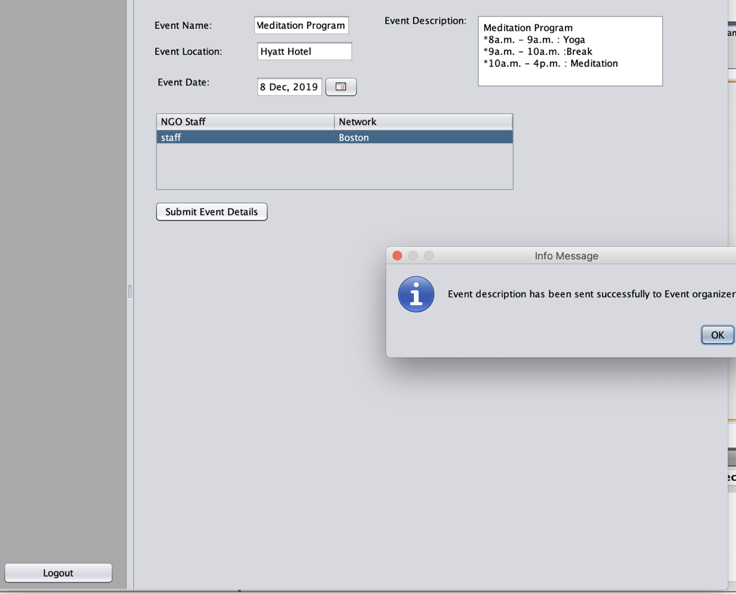 Event Name:
Meditation Program
Event Description:
Meditation Program
*8a.m. - 9a.m. : Yoga
*9a.m. - 10a.m. :Break
*10a.m. - 4p.m. : Meditation
Event Location:
Hyatt Hotel
Event Date:
8 Dec, 2019
NGO Staff Network
staff Boston
Submit Event Details
Info Message
Event description has been sent successfully to Event organizer
OK
Logout